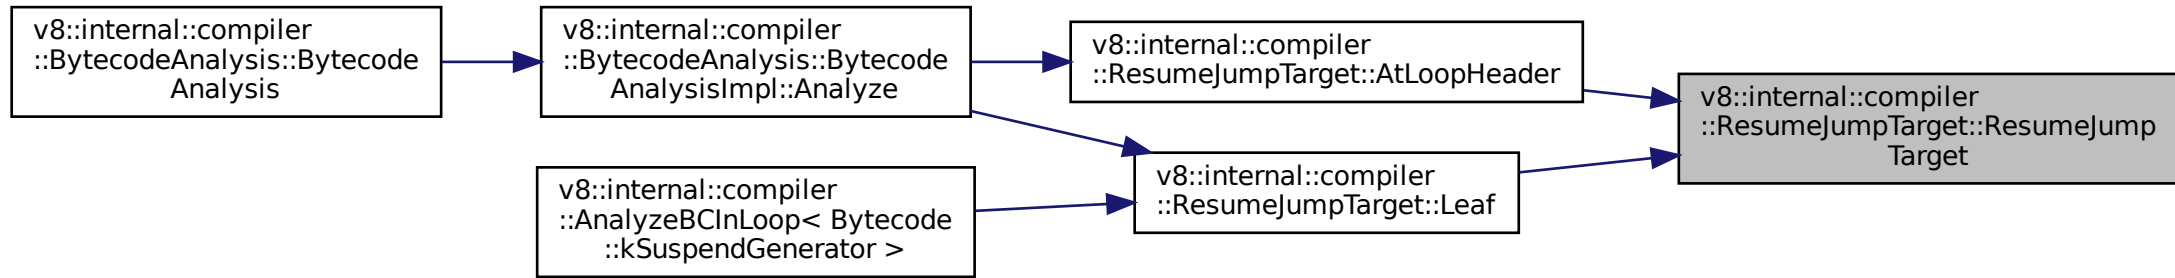 v8::internal::compiler
::BytecodeAnalysis::Bytecode
Analysis
v8::internal::compiler
::BytecodeAnalysis::Bytecode
AnalysisImpl::Analyze
v8::internal::compiler
::ResumeJumpTarget::AtLoopHeader
v8::internal::compiler
::ResumeJumpTarget::ResumeJump
Target
v8::internal::compiler
::AnalyzeBCInLoop< Bytecode
::kSuspendGenerator >
v8::internal::compiler
::ResumeJumpTarget::Leaf